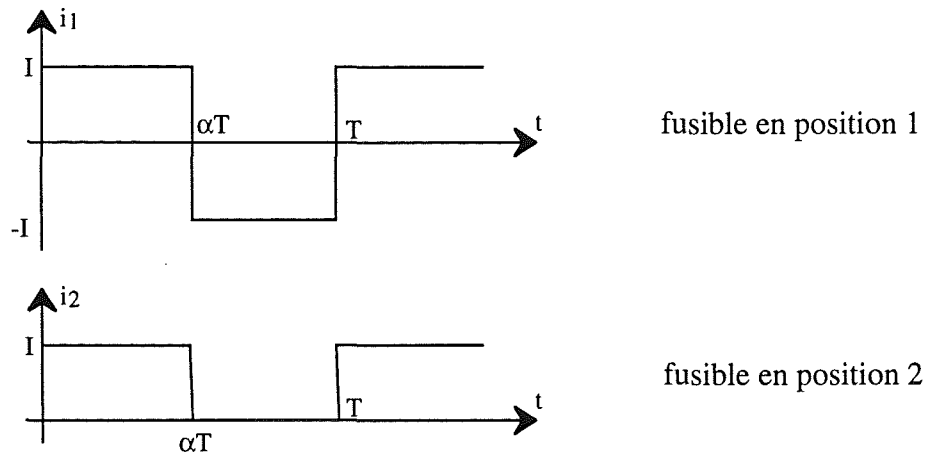 i1
I
αT
T
t
fusible en position 1
-I
i2
I
fusible en position 2
T
t
αT